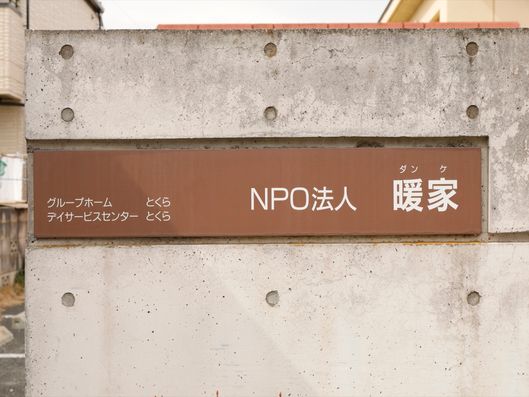 グループホーム とくら
デイサービスセンター とくら
NPO法人
ダンケ
暖家